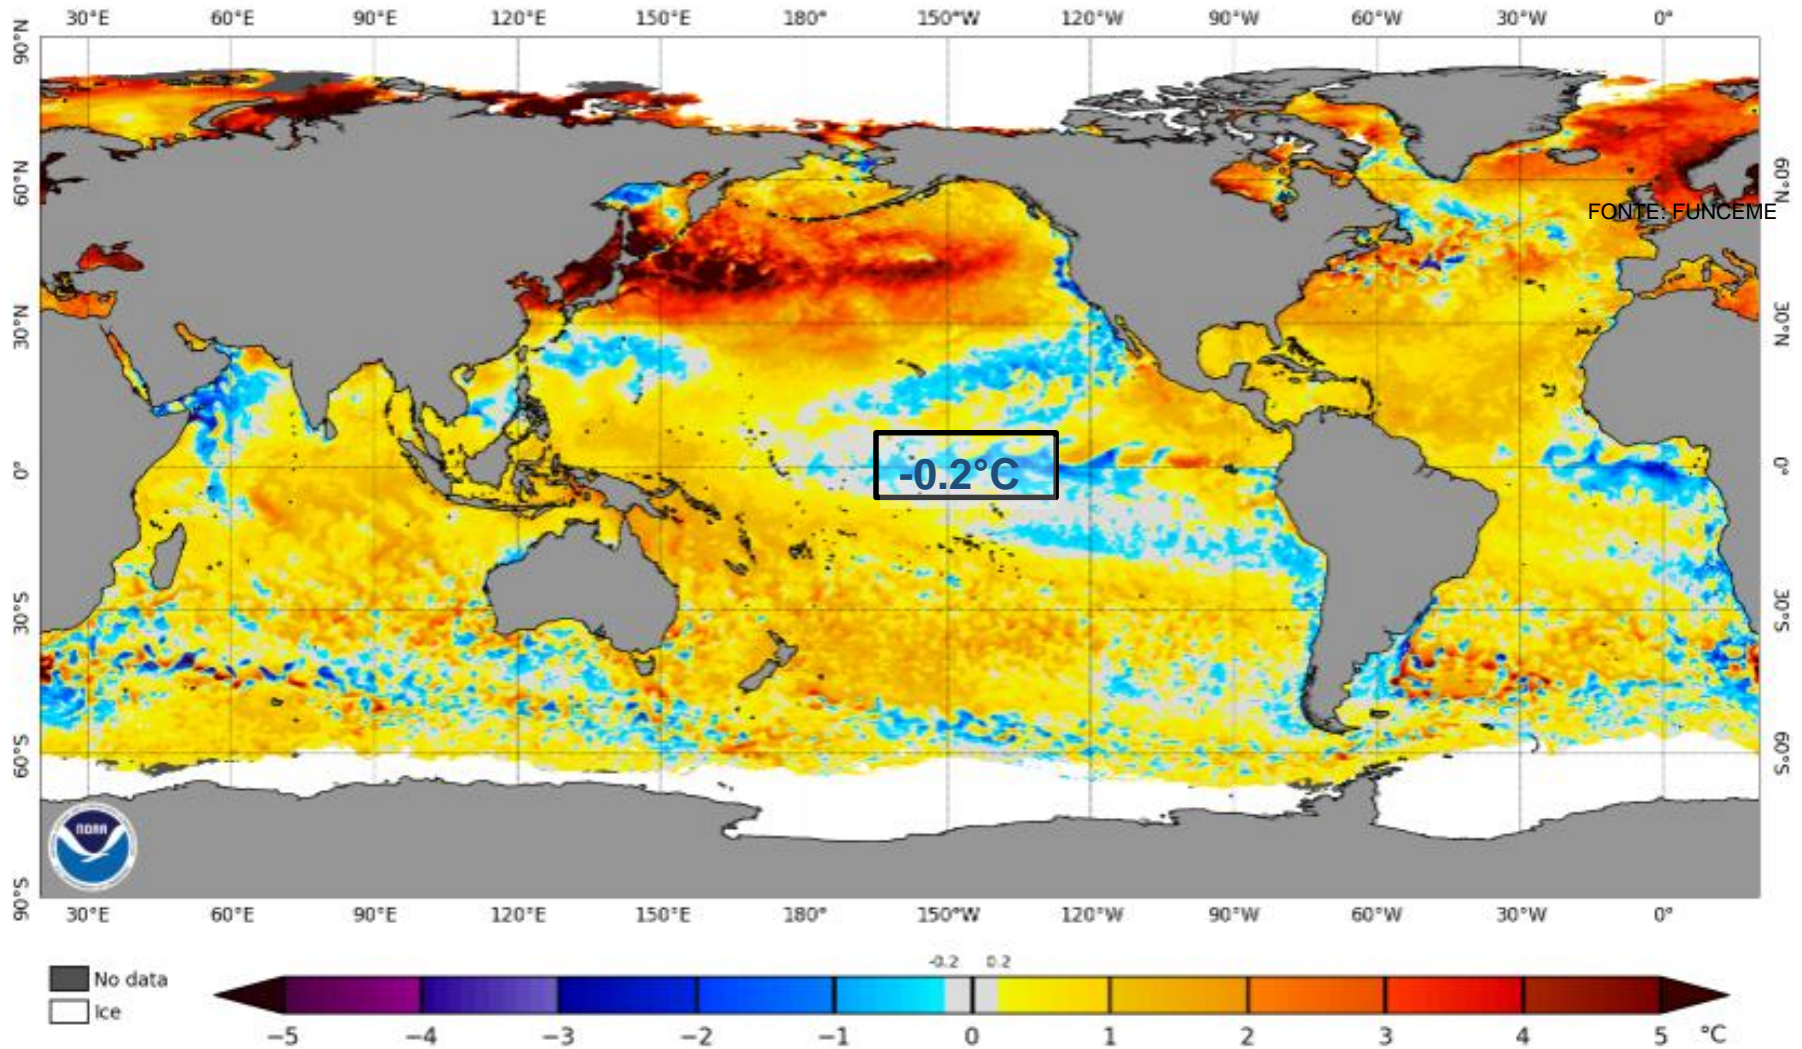 30°E 60°E 90°E 120°E 150°E 180° 150°W 120°W 90°W 60°W 30°W 0°
90°N
60°N 60°N
FONTE: FUNCEME
30°N 30°N
0° -0.2°C 0°
30°S 30°S
60°S 60°S
NOAA
90°S
30°E 60°E 90°E 120°E 150°E 180° 150°W 120°W 90°W 60°W 30°W 0°
-0.2 0.2
No data
Ice
−5 −4 −3 −2 −1 0 1 2 3 4 5 °C